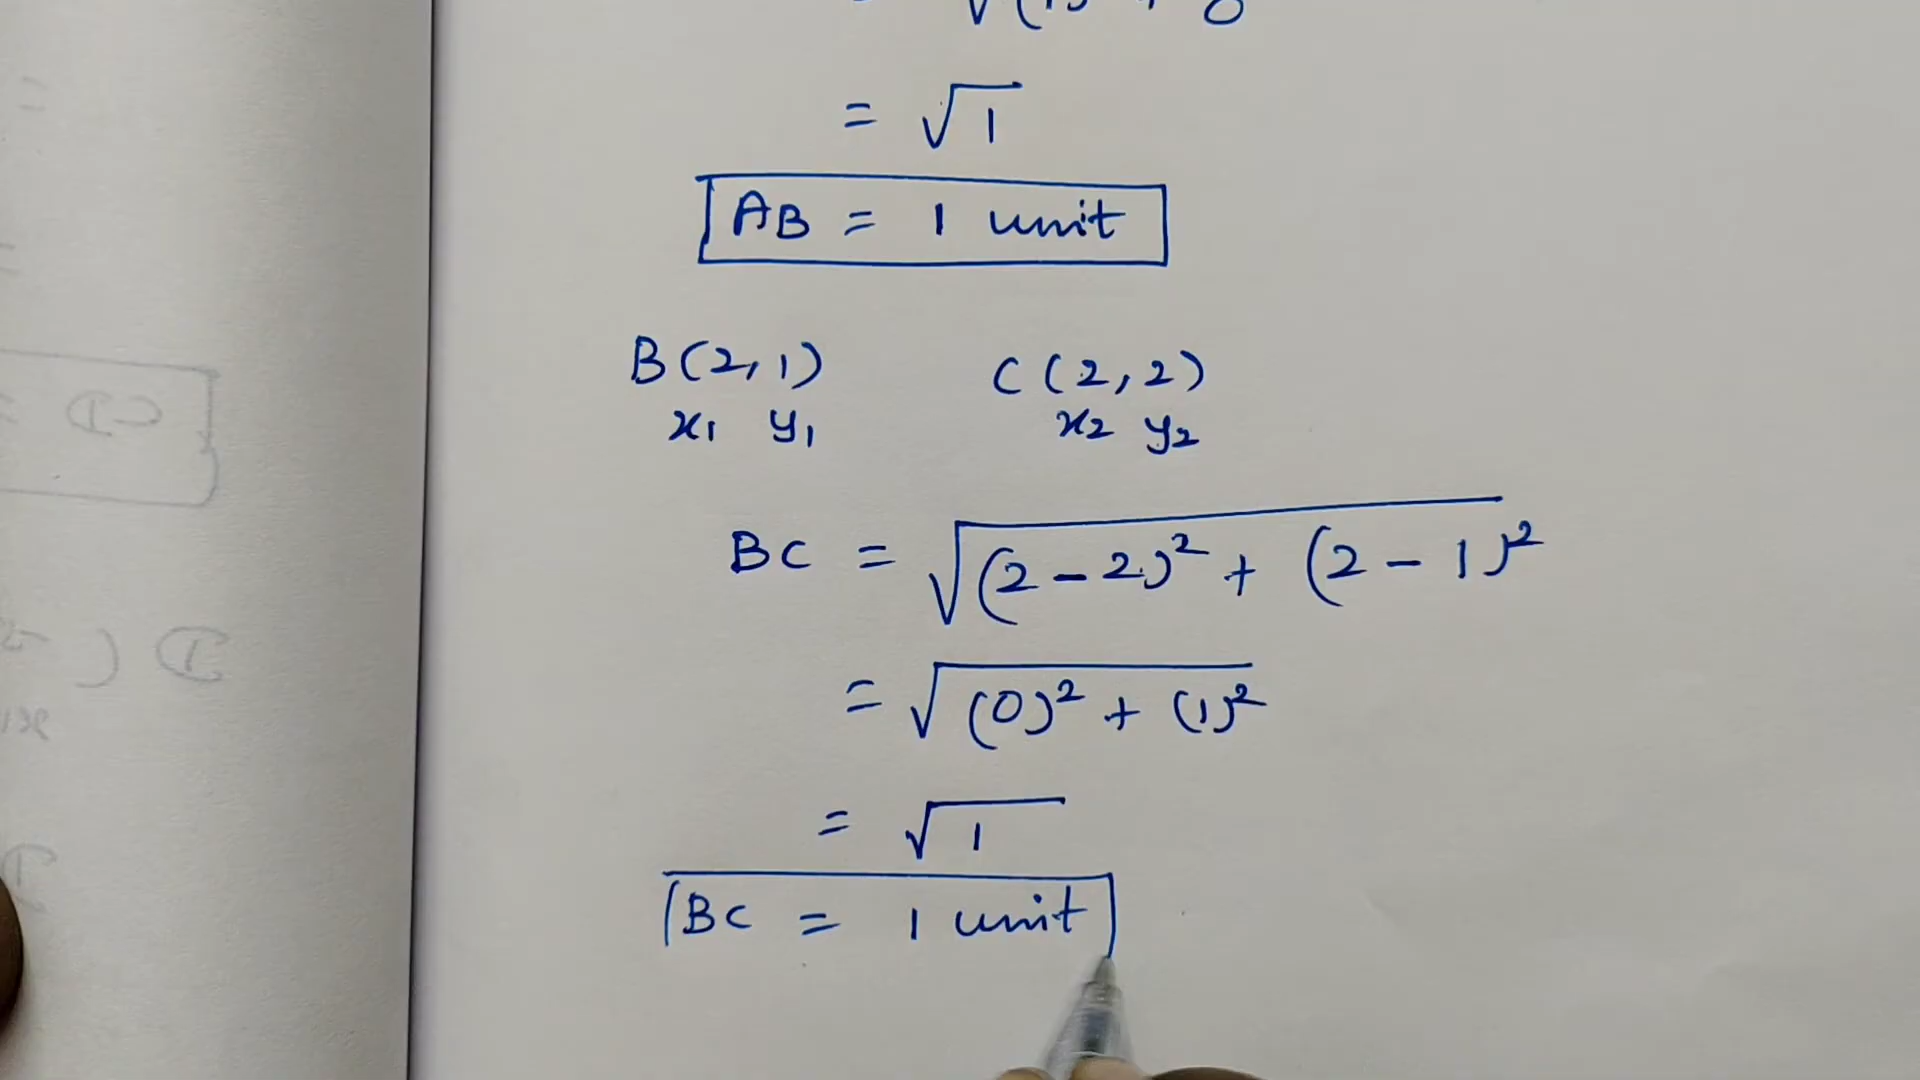 = √1
AB = 1 unit
B(2,1) C(2,2)
x1 y1 x2 y2
BC = √(2-2)² + (2-1)²
= √(0)² + (1)²
= √1
BC = 1 unit